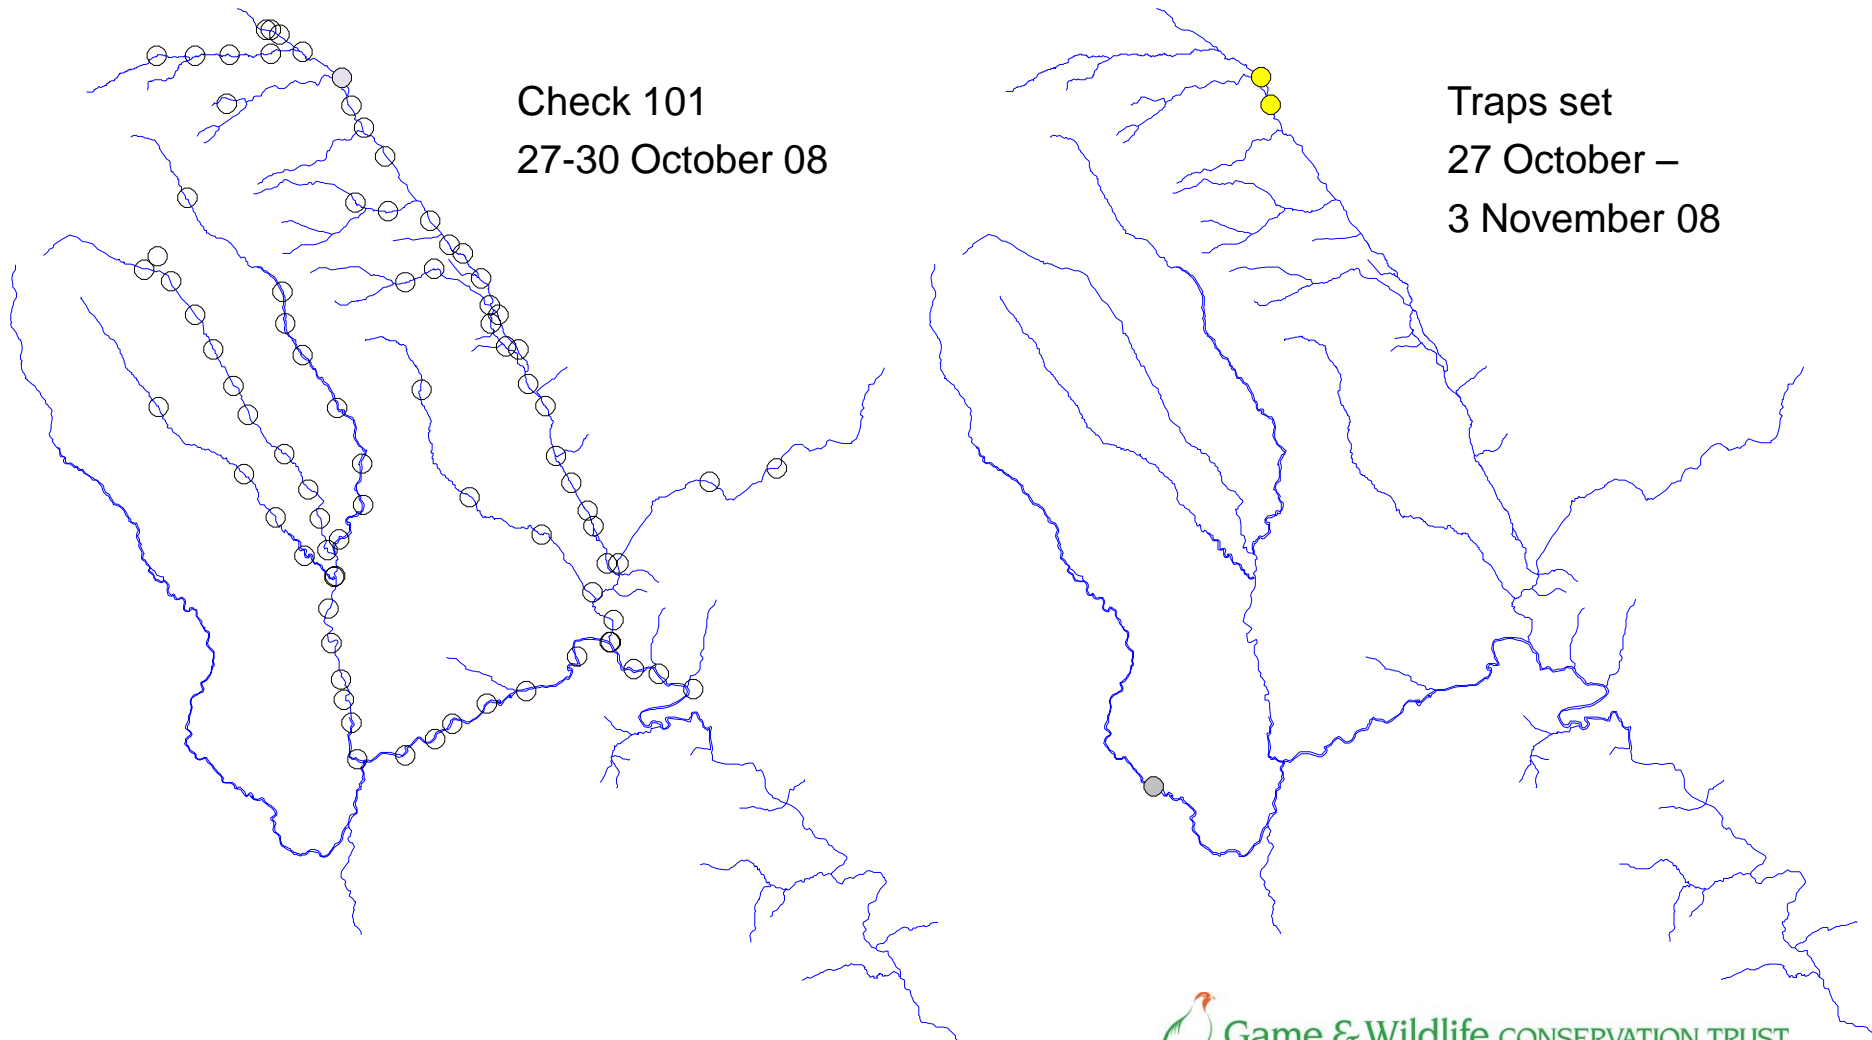 Check 101
27-30 October 08
Traps set
27 October –
3 November 08
Game & Wildlife CONSERVATION TRUST